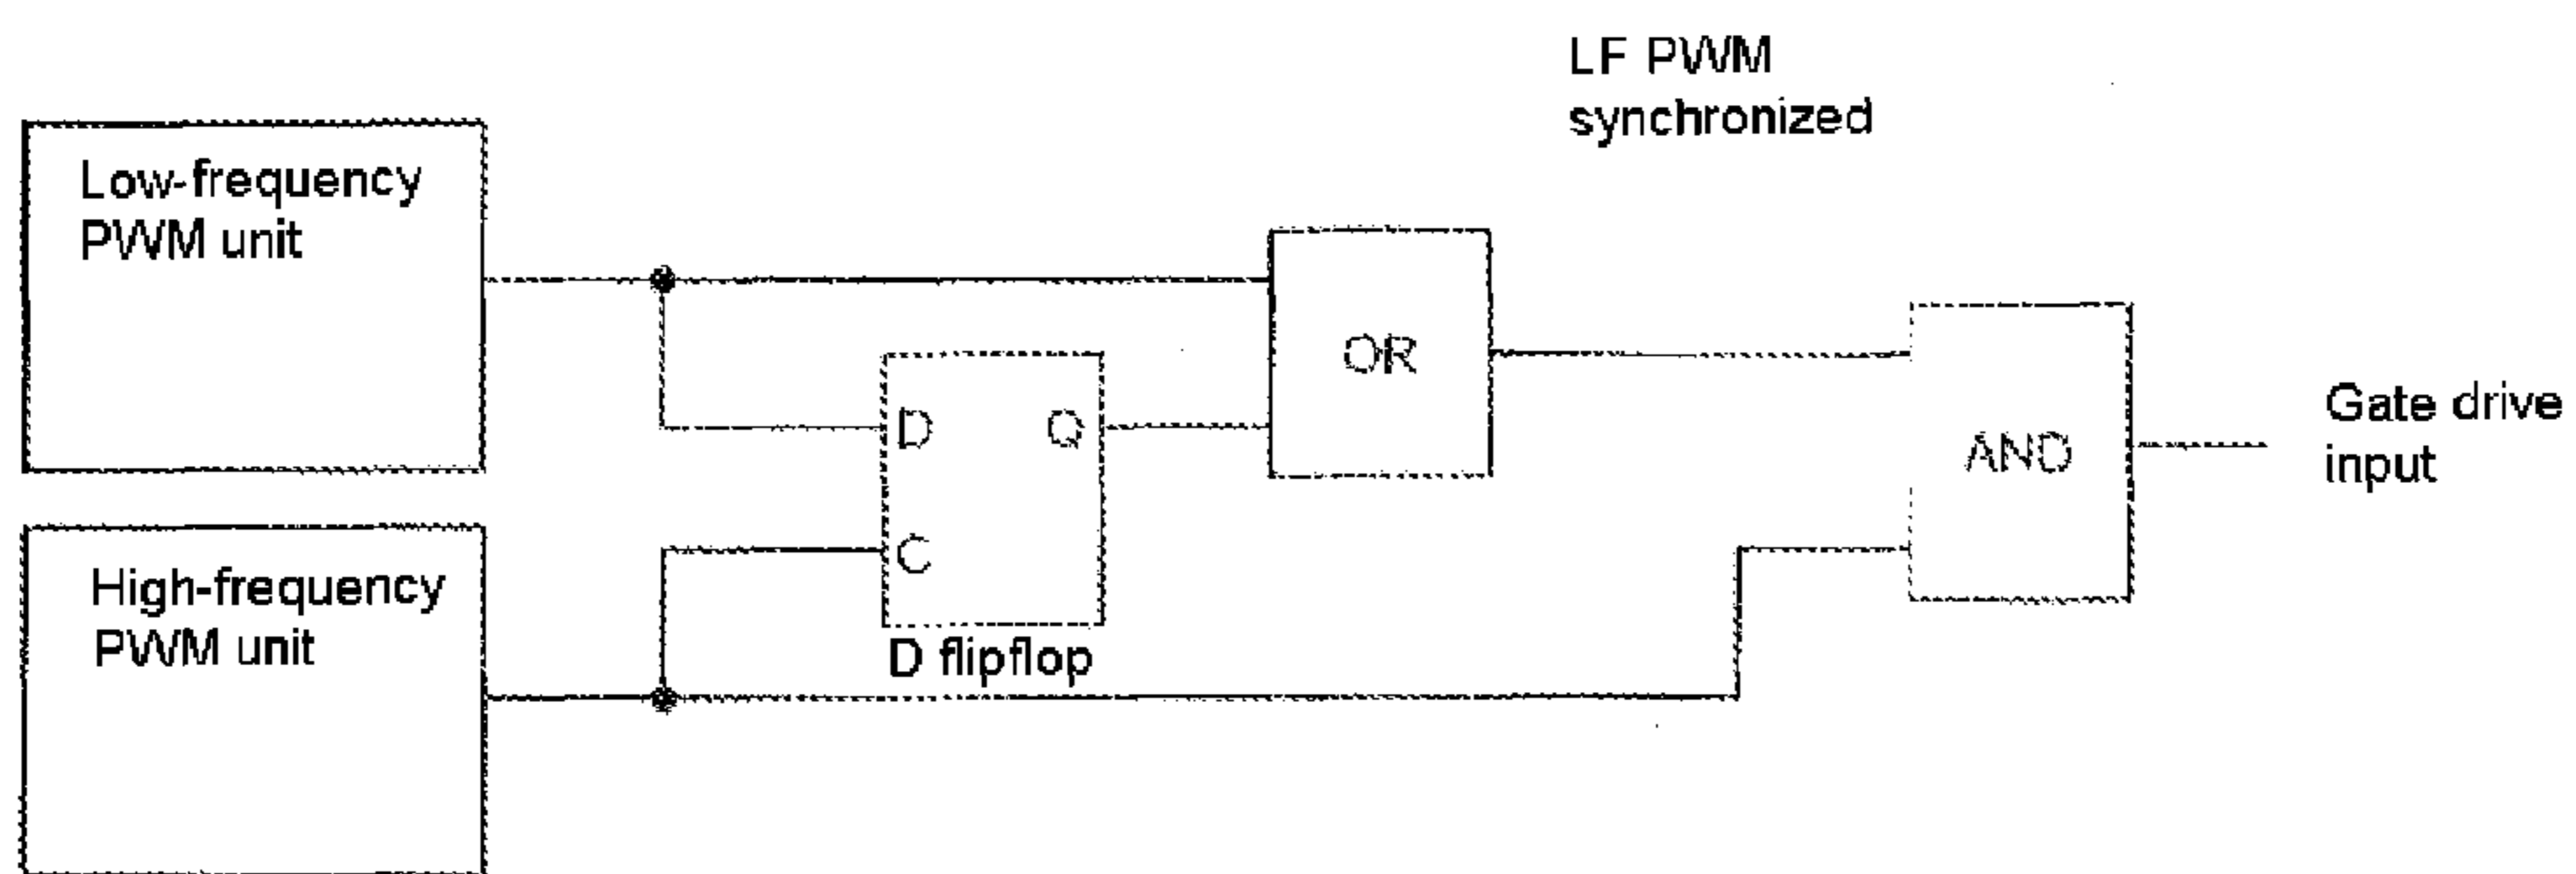 LF PWM
synchronized
Low-frequency
PWM unit
OR
D
Q
C
D flipflop
AND
Gate drive
input
High-frequency
PWM unit